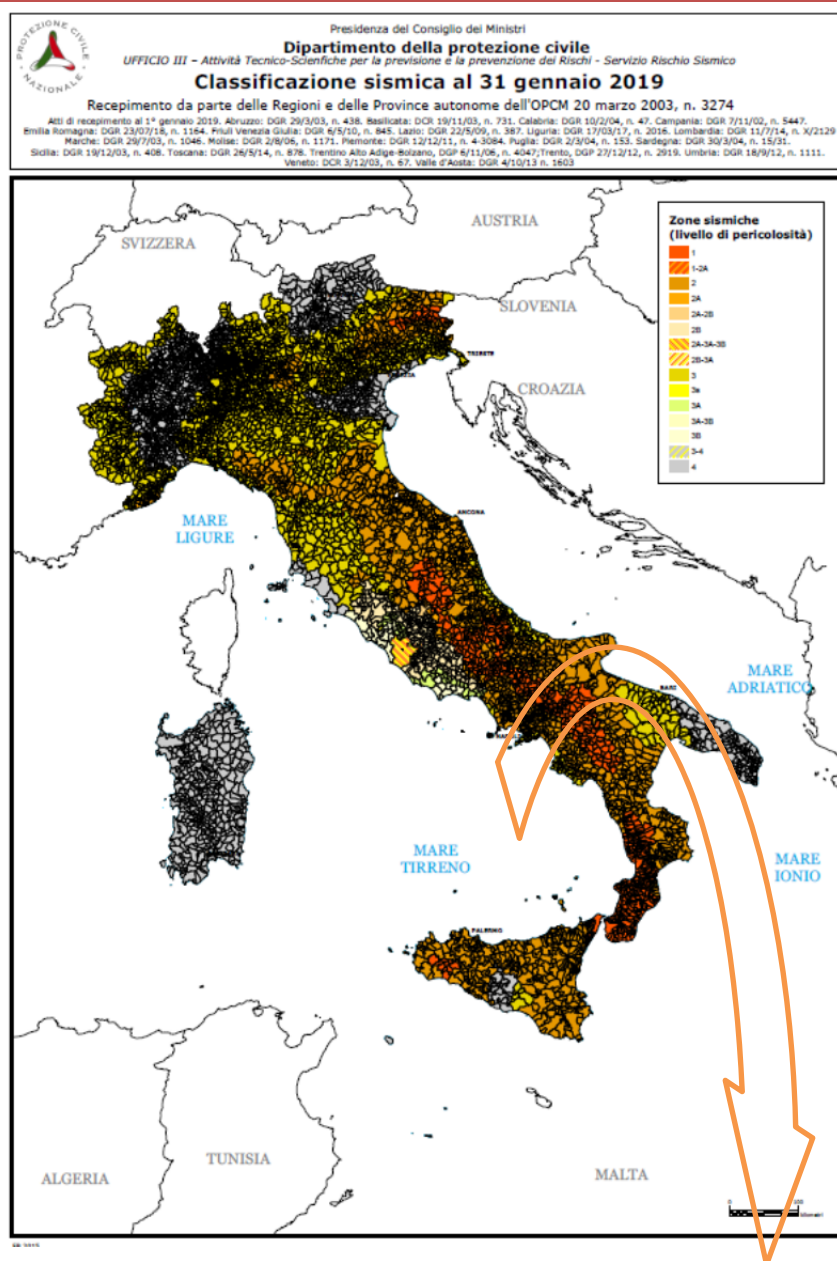 PROTEZIONE CIVILE
NAZIONALE
Presidenza del Consiglio dei Ministri
Dipartimento della protezione civile
UFFICIO III – Attività Tecnico-Scientifiche per la previsione e la prevenzione dei Rischi - Servizio Rischio Sismico
Classificazione sismica al 31 gennaio 2019
Recepimento da parte delle Regioni e delle Province autonome dell'OPCM 20 marzo 2003, n. 3274
Atti di recepimento al 1° gennaio 2019. Abruzzo: DGR 29/3/03, n. 438. Basilicata: DCR 19/11/03, n. 731. Calabria: DGR 10/2/04, n. 47. Campania: DGR 7/11/02, n. 5447.
Emilia Romagna: DGR 23/07/18, n. 1164. Friuli Venezia Giulia: DGR 6/5/10, n. 845. Lazio: DGR 22/5/09, n. 387. Liguria: DGR 17/03/17, n. 2016. Lombardia: DGR 11/7/14, n. X/2129
Marche: DGR 29/7/03, n. 1046. Molise: DGR 2/8/06, n. 1171. Piemonte: DGR 12/12/11, n. 4-3084. Puglia: DGR 2/3/04, n. 153. Sardegna: DGR 30/3/04, n. 15/31.
Sicilia: DGR 19/12/03, n. 408. Toscana: DGR 26/5/14, n. 878. Trentino Alto Adige-Bolzano, DGP 6/11/06, n. 4047;Trento, DGP 27/12/12, n. 2919. Umbria: DGR 18/9/12, n. 1111.
Veneto: DCR 3/12/03, n. 67. Valle d'Aosta: DGR 4/10/13 n. 1603
AUSTRIA
SVIZZERA
Zone sismiche
(livello di pericolosità)
1
1-2A
2
2A
2A-2B
2B
2A-3A-3B
2B-3A
3
3s
3A
3A-3B
3B
3-4
4
SLOVENIA
TRIESTE
CROAZIA
ANCONA
MARE
LIGURE
MARE
ADRIATICO
BARI
MARE
TIRRENO
MARE
IONIO
PALERMO
TUNISIA
ALGERIA
MALTA
0